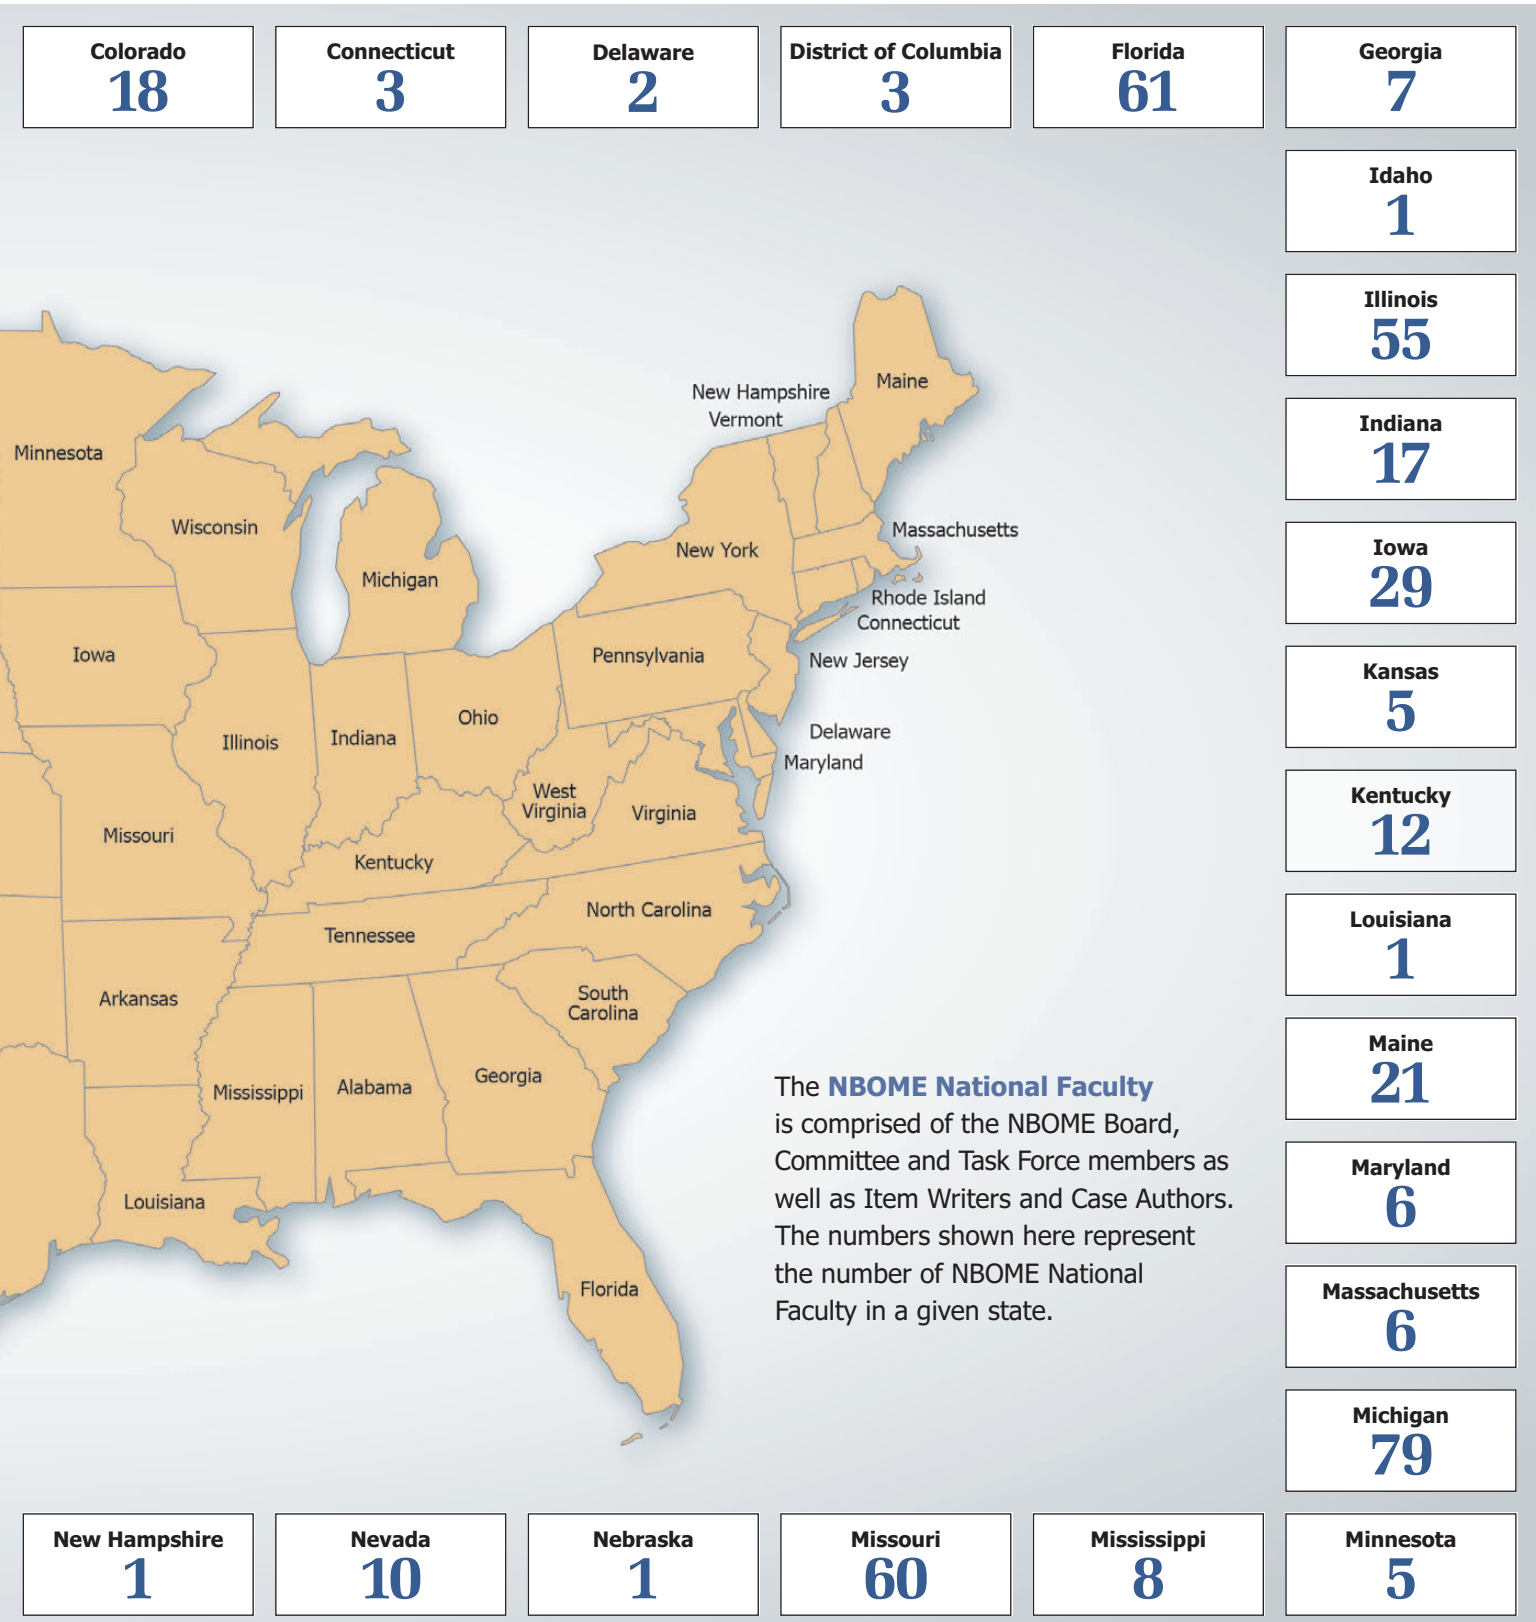 Colorado
18
Connecticut
3
Delaware
2
District of Columbia
3
Florida
61
Georgia
7
Idaho
1
Illinois
55
Indiana
17
Iowa
29
Kansas
5
Kentucky
12
Louisiana
1
Maine
21
Maryland
6
Massachusetts
6
Michigan
79
Minnesota
5
Mississippi
8
Missouri
60
Nebraska
1
Nevada
10
New Hampshire
1
Maine
New Hampshire
Vermont
Minnesota
Wisconsin
Michigan
New York
Massachusetts
Rhode Island
Connecticut
Iowa
Pennsylvania
New Jersey
Illinois
Indiana
Ohio
Delaware
Maryland
West
Virginia
Virginia
Missouri
Kentucky
North Carolina
Tennessee
Arkansas
South
Carolina
Mississippi
Alabama
Georgia
Louisiana
Florida
The NBOME National Faculty
is comprised of the NBOME Board,
Committee and Task Force members as
well as Item Writers and Case Authors.
The numbers shown here represent
the number of NBOME National
Faculty in a given state.